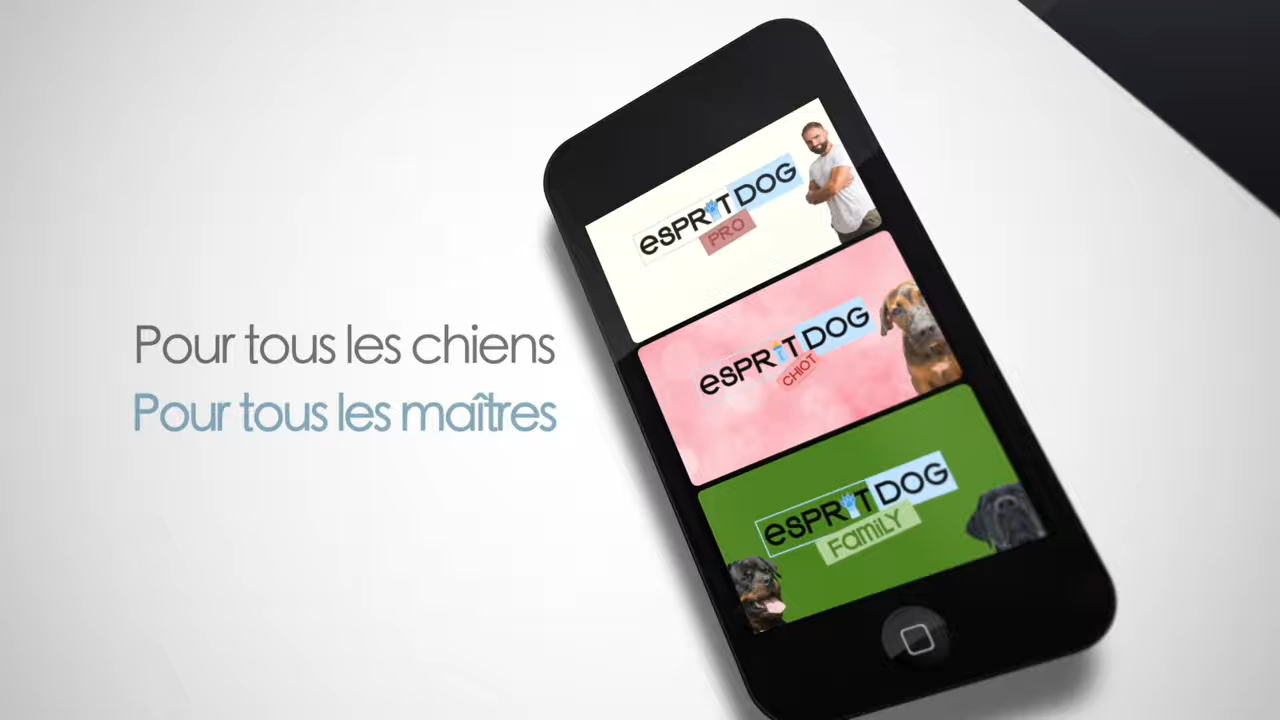 Pour tous les chiens
Pour tous les maîtres
esPRiT DOG
PRO
esPRiT DOG
CHIOT
esPRiT DOG
FamiLY